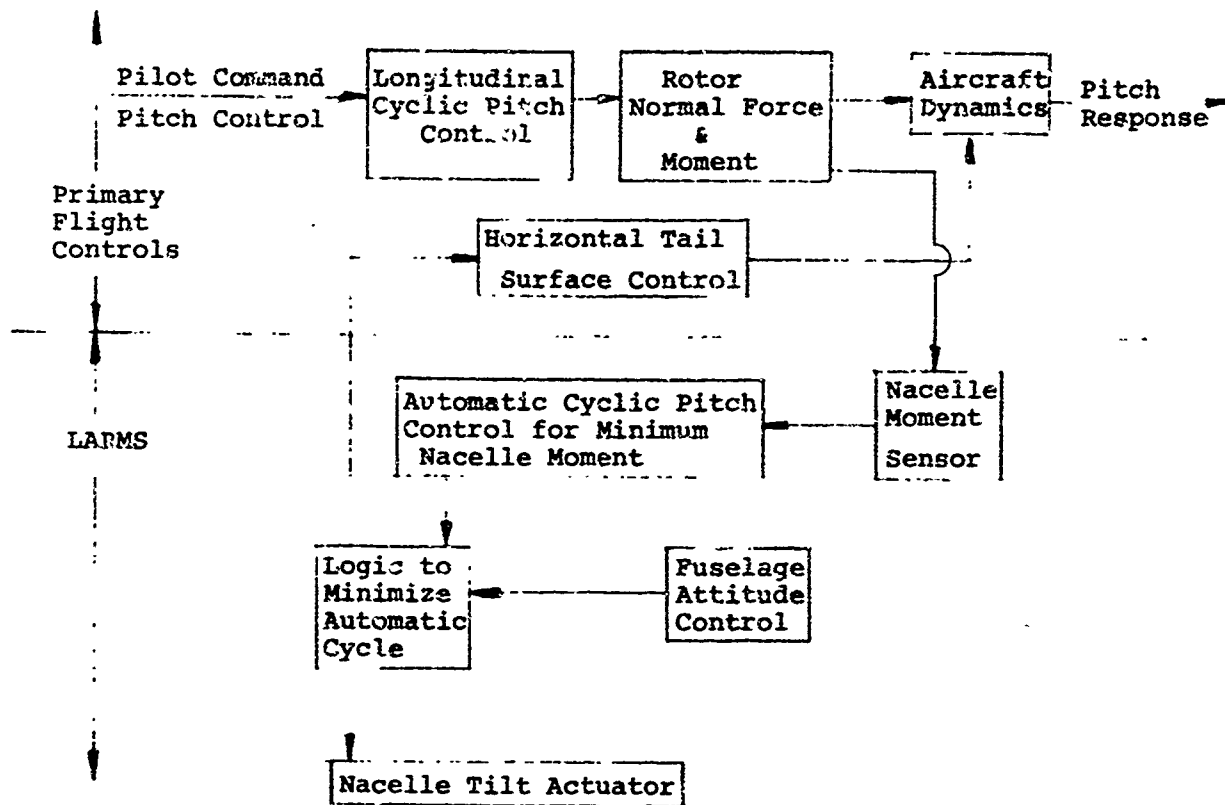 Pilot Command
Pitch Control
Longitudinal
Cyclic Pitch
Control
Rotor
Normal Force
&
Moment
Aircraft
Dynamics
Pitch
Response
Primary
Flight
Controls
Horizontal Tail
Surface Control
LARMS
Automatic Cyclic Pitch
Control for Minimum
Nacelle Moment
Nacelle
Moment
Sensor
Logic to
Minimize
Automatic
Cycle
Fuselage
Attitude
Control
Nacelle Tilt Actuator